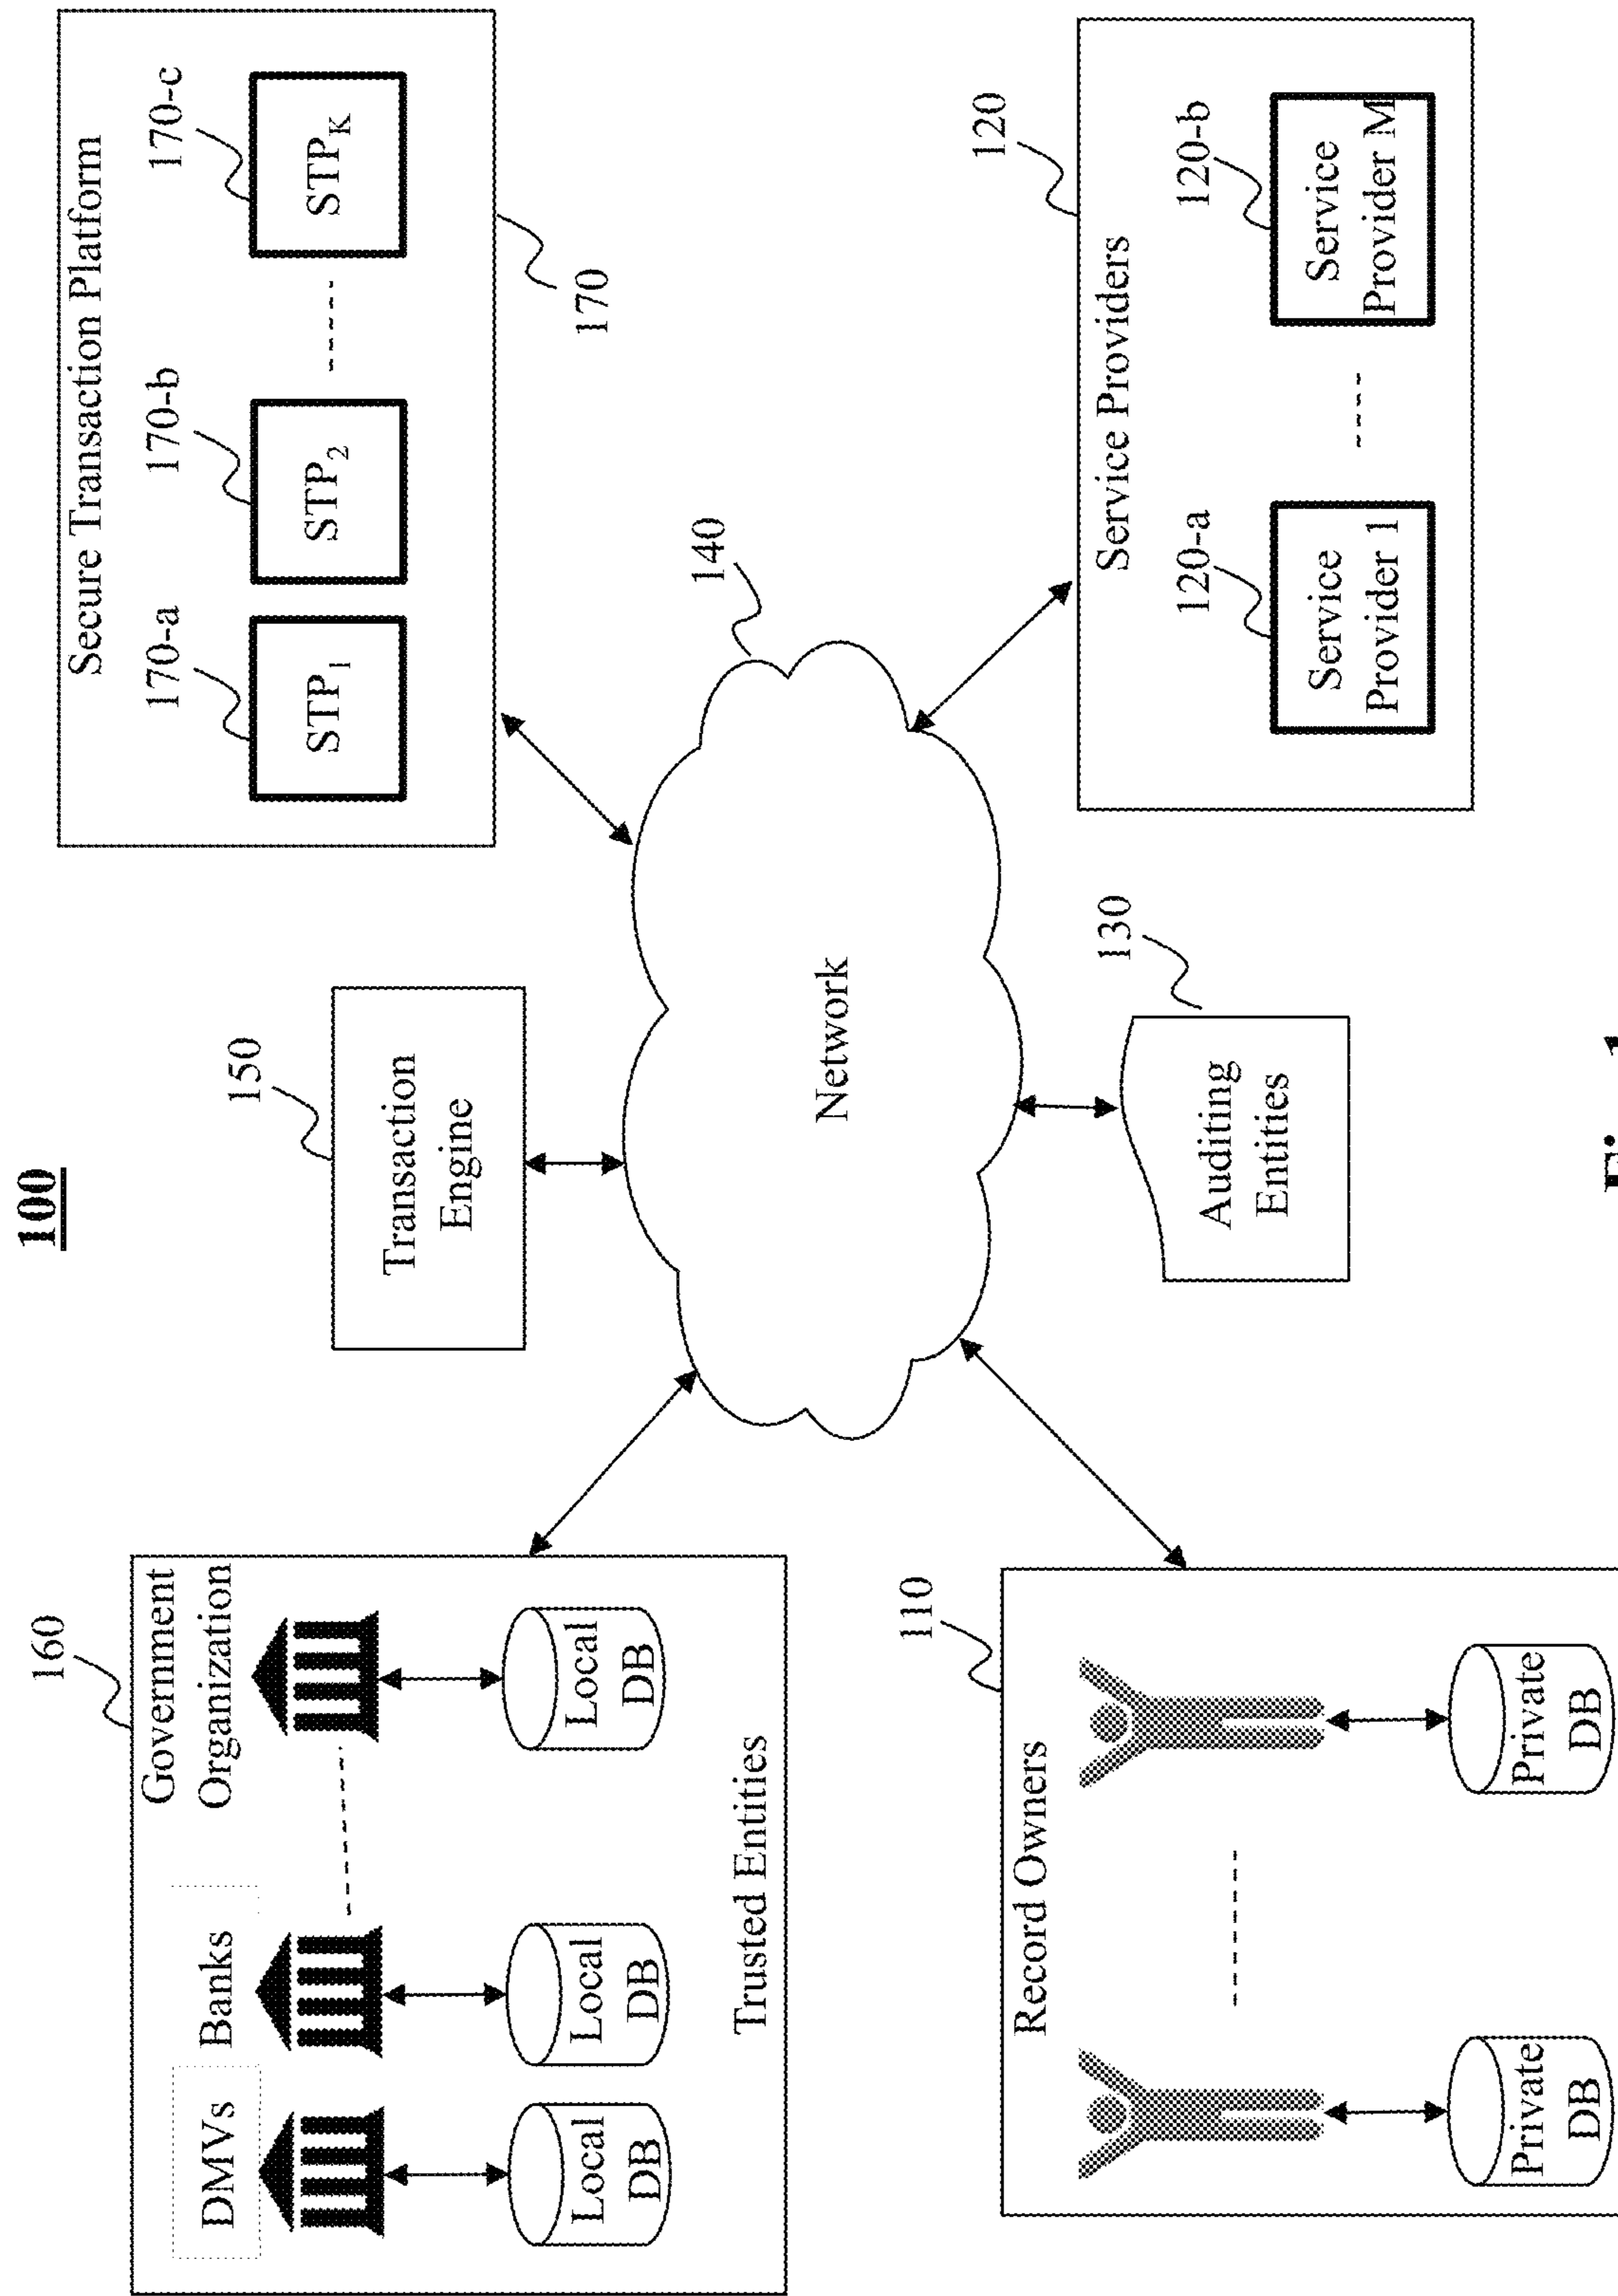 100
160
Government
Organization
DMVs
Banks
Local
DB
Local
DB
Local
DB
Trusted Entities
150
Transaction
Engine
Secure Transaction Platform
170-a
170-b
170-c
STP1
STP2
STPK
170
140
Network
110
Record Owners
Private
DB
Private
DB
130
Auditing
Entities
120
Service Providers
120-a
120-b
Service
Provider 1
Service
Provider M